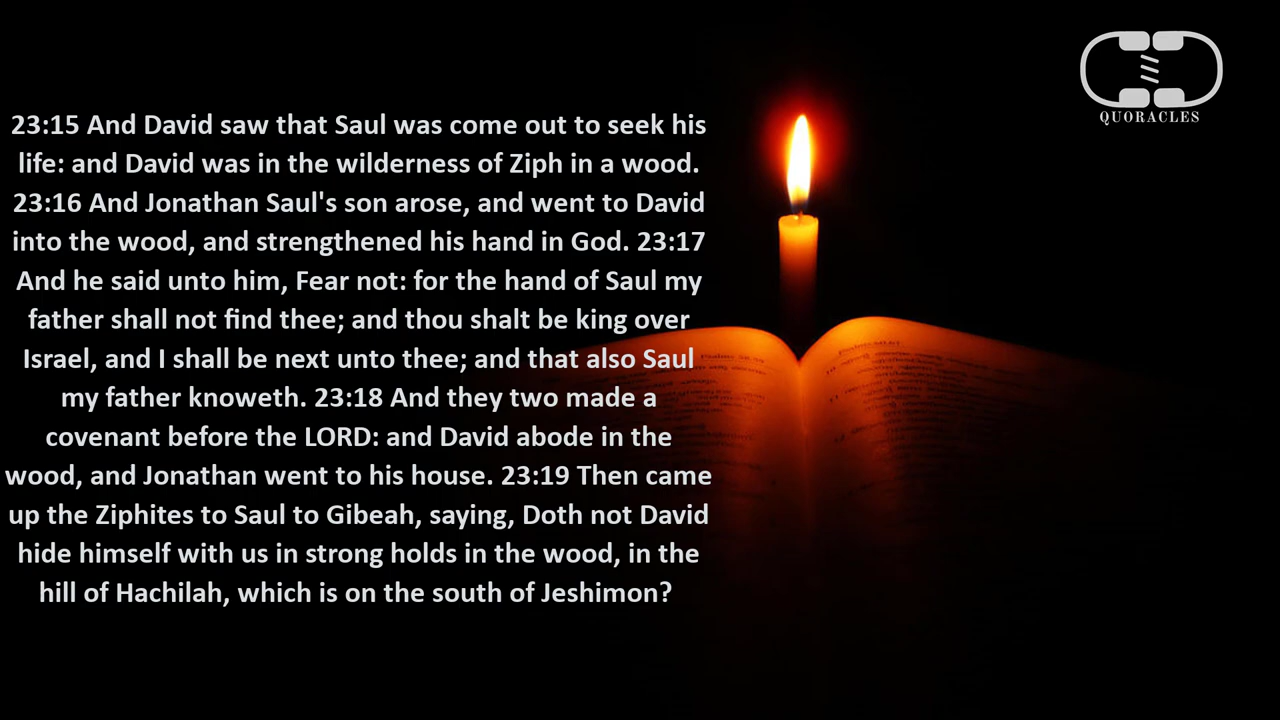 QUORACLES
23:15 And David saw that Saul was come out to seek his
life: and David was in the wilderness of Ziph in a wood.
23:16 And Jonathan Saul's son arose, and went to David
into the wood, and strengthened his hand in God. 23:17
And he said unto him, Fear not: for the hand of Saul my
father shall not find thee; and thou shalt be king over
Israel, and I shall be next unto thee; and that also Saul
my father knoweth. 23:18 And they two made a
covenant before the LORD: and David abode in the
wood, and Jonathan went to his house. 23:19 Then came
up the Ziphites to Saul to Gibeah, saying, Doth not David
hide himself with us in strong holds in the wood, in the
hill of Hachilah, which is on the south of Jeshimon?